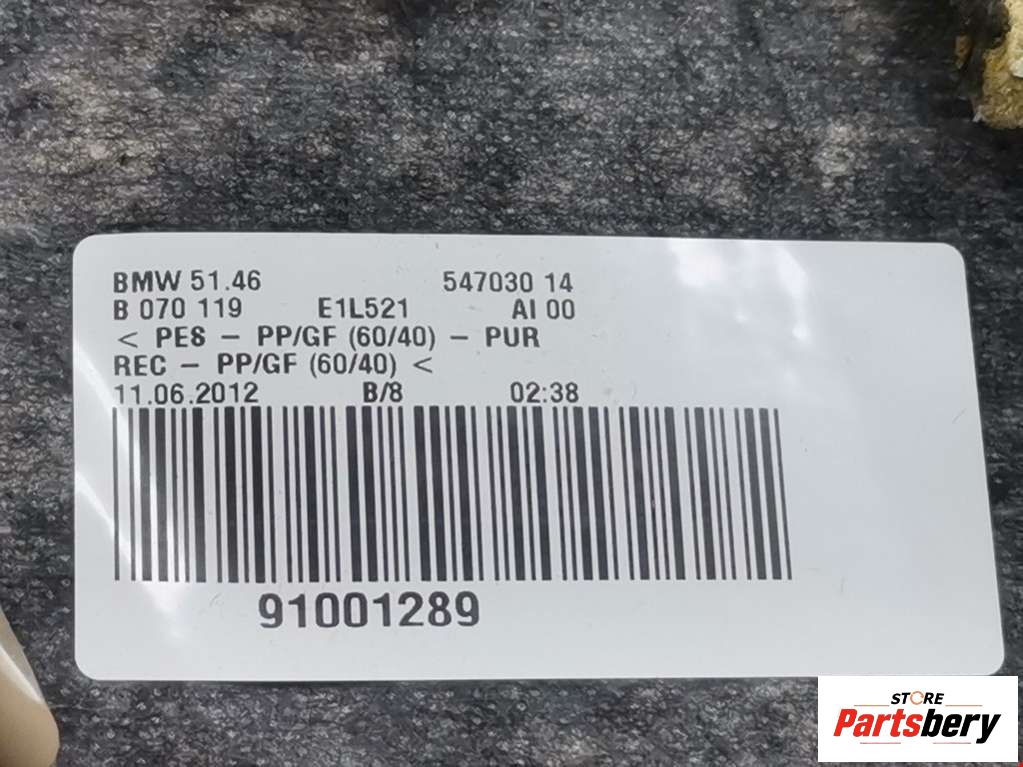 BMW 51.46 547030 14
B 070 119 E1L521 AI 00
< PES - PP/GF (60/40) - PUR
REC - PP/GF (60/40) <
11.06.2012 B/8 02:38
91001289
STORE
Partsbery